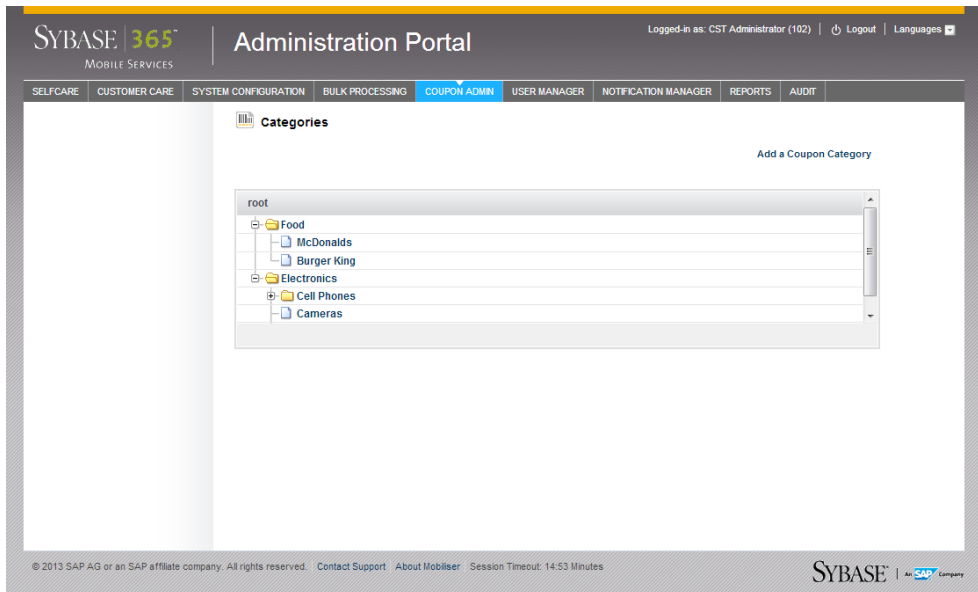 SYBASE 365™
MOBILE SERVICES
Administration Portal
Logged-in as: CST Administrator (102) | Logout | Languages
SELFCARE CUSTOMER CARE SYSTEM CONFIGURATION BULK PROCESSING COUPON ADMIN USER MANAGER NOTIFICATION MANAGER REPORTS AUDIT
Categories
Add a Coupon Category
root
Food
McDonalds
Burger King
Electronics
Cell Phones
Cameras
© 2013 SAP AG or an SAP affiliate company. All rights reserved. | Contact Support | About Mobiliser | Session Timeout: 14:53 Minutes
SYBASE | An SAP Company